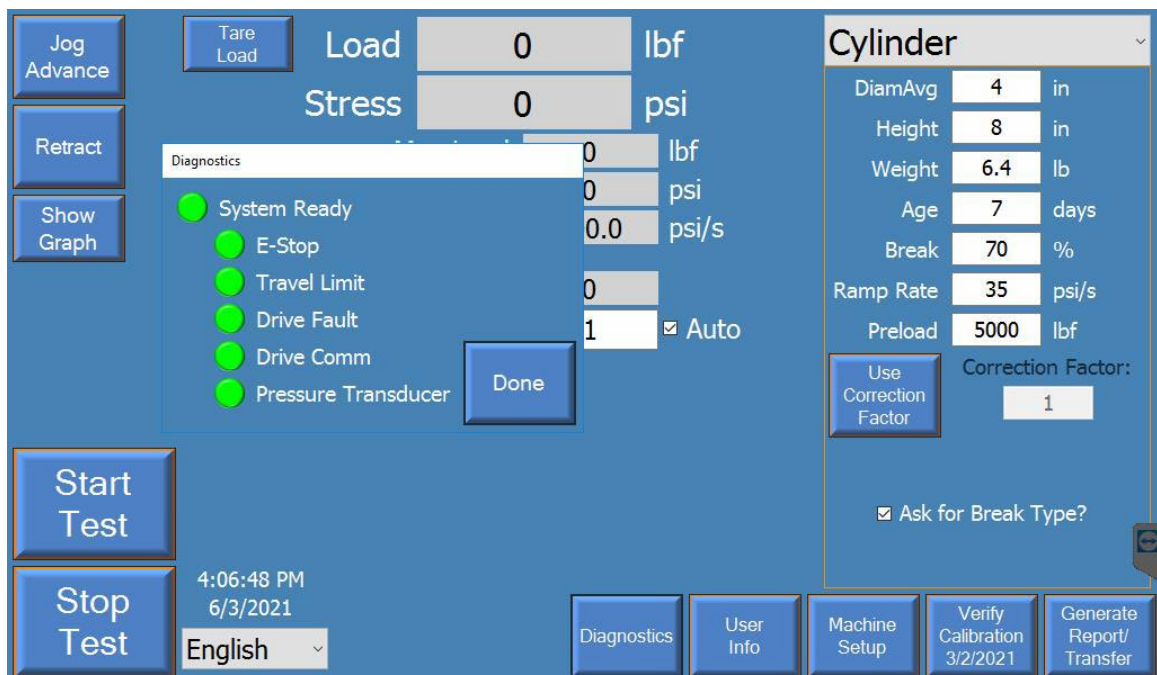 Jog
Advance
Tare
Load
Load 0 lbf
Stress 0 psi
0 lbf
0 psi
0.0 psi/s
0
1 Auto
Retract
Show
Graph
Diagnostics
System Ready
E-Stop
Travel Limit
Drive Fault
Drive Comm
Pressure Transducer
Done
Cylinder
DiamAvg 4 in
Height 8 in
Weight 6.4 lb
Age 7 days
Break 70 %
Ramp Rate 35 psi/s
Preload 5000 lbf
Use
Correction
Factor
Correction Factor:
1
Ask for Break Type?
Start
Test
Stop
Test
4:06:48 PM
6/3/2021
English
Diagnostics
User
Info
Machine
Setup
Verify
Calibration
3/2/2021
Generate
Report/
Transfer